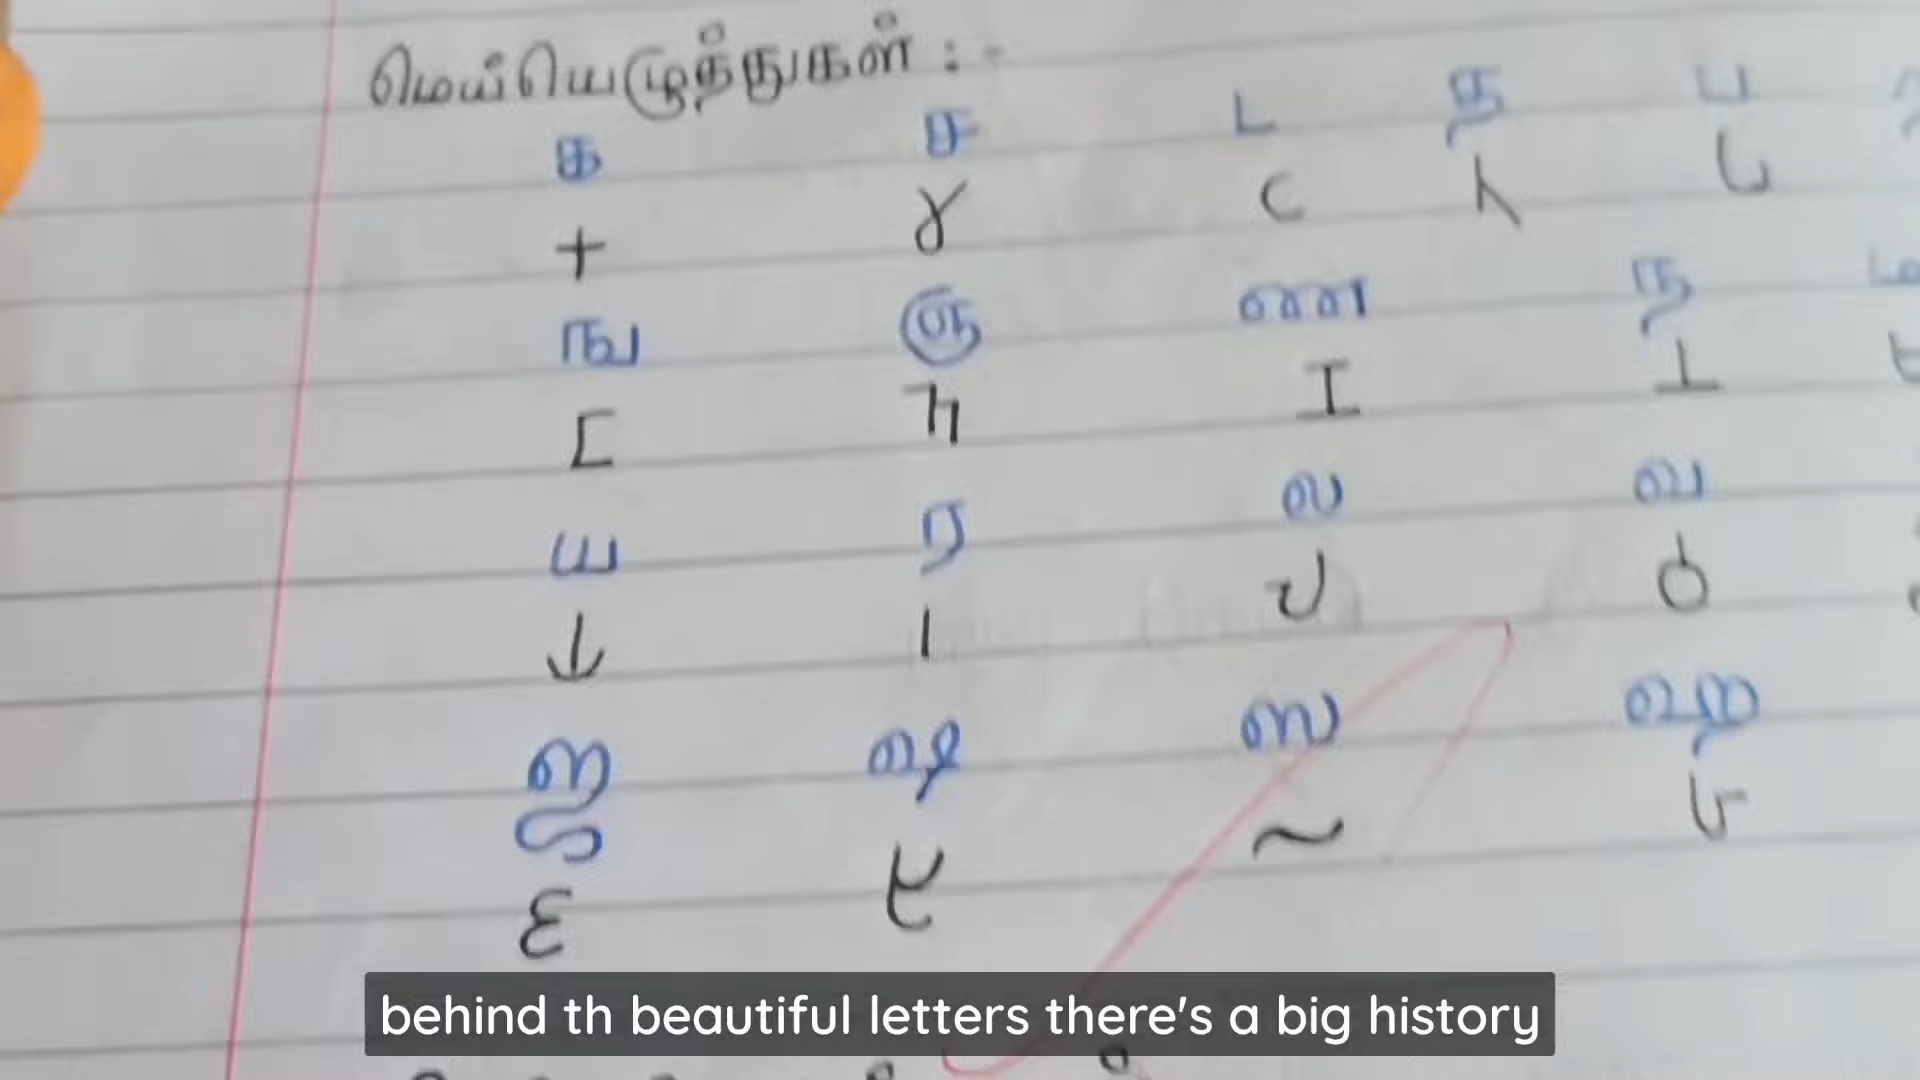 மெய்யெழுத்துகள் :-
க ச ட த ப
𑀓 𑀘 𑀝 𑀢 𑀧
ங ஞ ண ந ம
𑀗 𑀜 𑀡 𑀦
ய ர ல வ
𑀬 𑀭 𑀮 𑀯
ஜ ஷ ஸ ஹ
𑀚 𑀱 𑀲 𑀳
behind th beautiful letters there's a big history